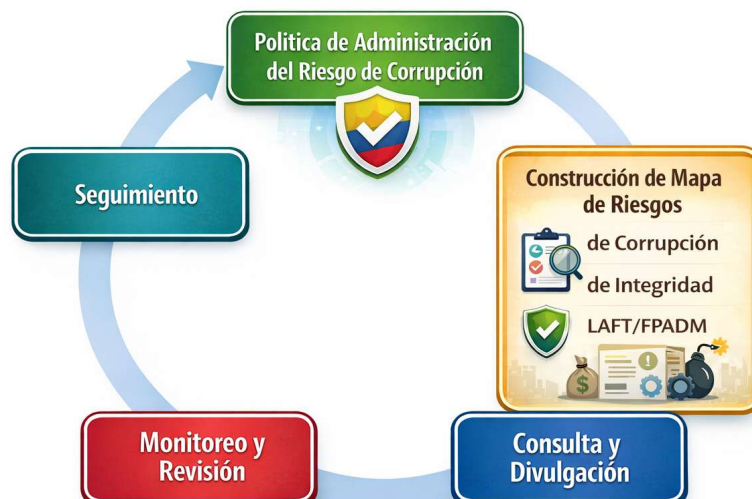 Política de Administración
del Riesgo de Corrupción
Construcción de Mapa
de Riesgos
de Corrupción
de Integridad
LAFT/FPADM
$
Consulta y
Divulgación
Monitoreo y
Revisión
Seguimiento